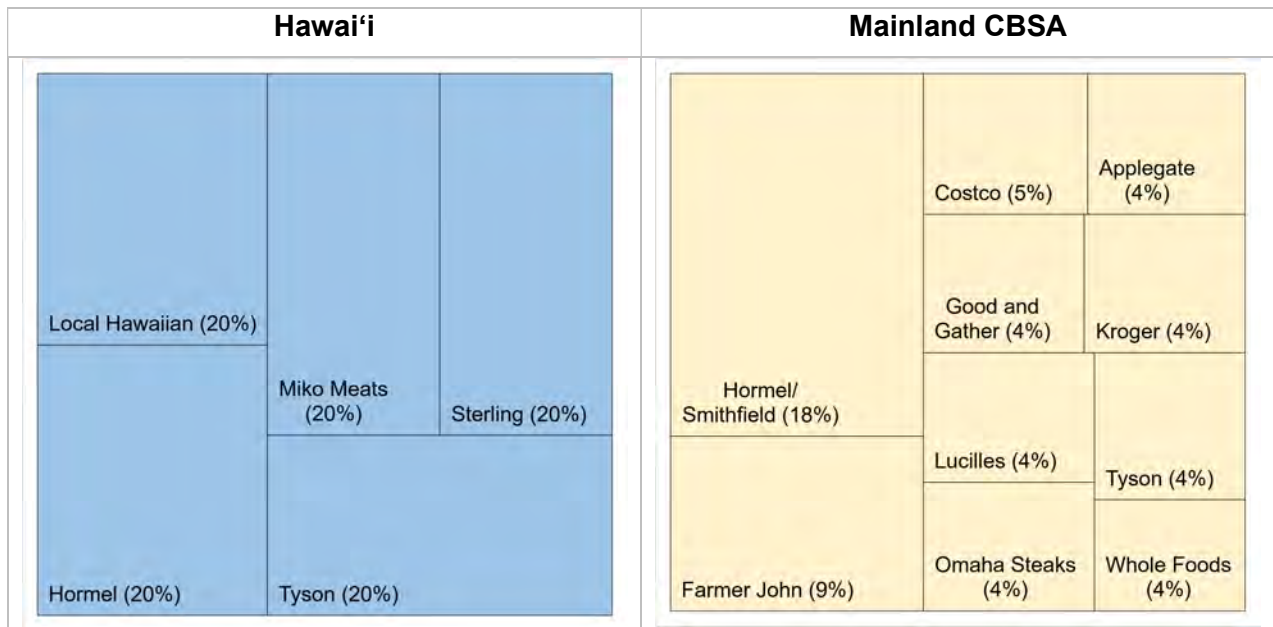 Hawai‘i
Mainland CBSA
Local Hawaiian (20%)
Miko Meats
(20%)
Sterling (20%)
Hormel (20%)
Tyson (20%)
Hormel/
Smithfield (18%)
Farmer John (9%)
Costco (5%)
Applegate
(4%)
Good and
Gather (4%)
Kroger (4%)
Lucilles (4%)
Tyson (4%)
Omaha Steaks
(4%)
Whole Foods
(4%)